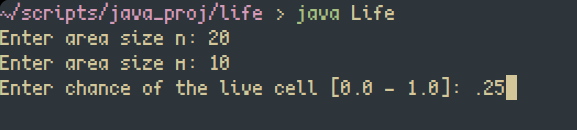 ~/scripts/java_proj/life > java Life
Enter area size n: 20
Enter area size m: 10
Enter chance of the live cell [0.0 - 1.0]: .25